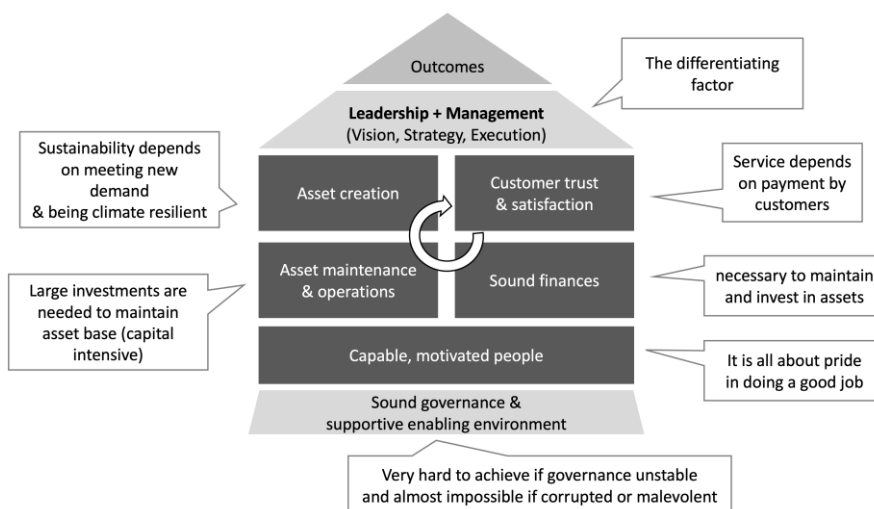 Outcomes
The differentiating
factor
Leadership + Management
(Vision, Strategy, Execution)
Sustainability depends
on meeting new
demand
& being climate resilient
Asset creation
Customer trust
& satisfaction
Service depends
on payment by
customers
Large investments are
needed to maintain
asset base (capital
intensive)
Asset maintenance
& operations
Sound finances
necessary to maintain
and invest in assets
Capable, motivated people
It is all about pride
in doing a good job
Sound governance &
supportive enabling environment
Very hard to achieve if governance unstable
and almost impossible if corrupted or malevolent